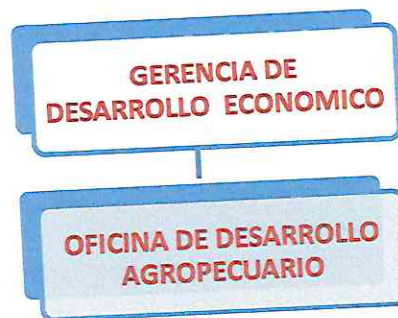 GERENCIA DE
DESARROLLO ECONOMICO
OFICINA DE DESARROLLO
AGROPECUARIO